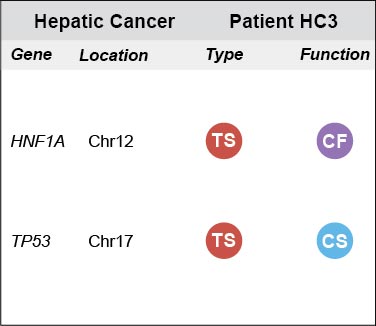 Hepatic Cancer Patient HC3
Gene Location Type Function
HNF1A Chr12 TS CF
TP53 Chr17 TS CS